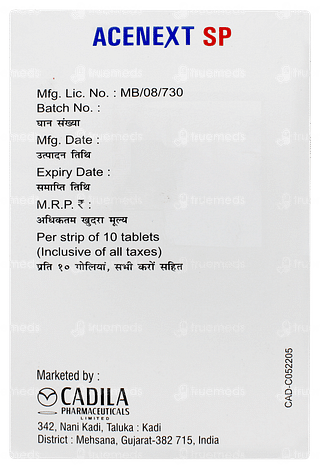 ACENEXT SP
Mfg. Lic. No. : MB/08/730
Batch No. :
घान संख्या
Mfg. Date :
उत्पादन तिथि
Expiry Date :
समाप्ति तिथि
M.R.P. ₹ :
अधिकतम खुदरा मूल्य
Per strip of 10 tablets
(Inclusive of all taxes)
प्रति १० गोलियां, सभी करों सहित
CAD-C052205
Marketed by :
CADILA
PHARMACEUTICALS
LIMITED
342, Nani Kadi, Taluka : Kadi
District : Mehsana, Gujarat-382 715, India
truemeds